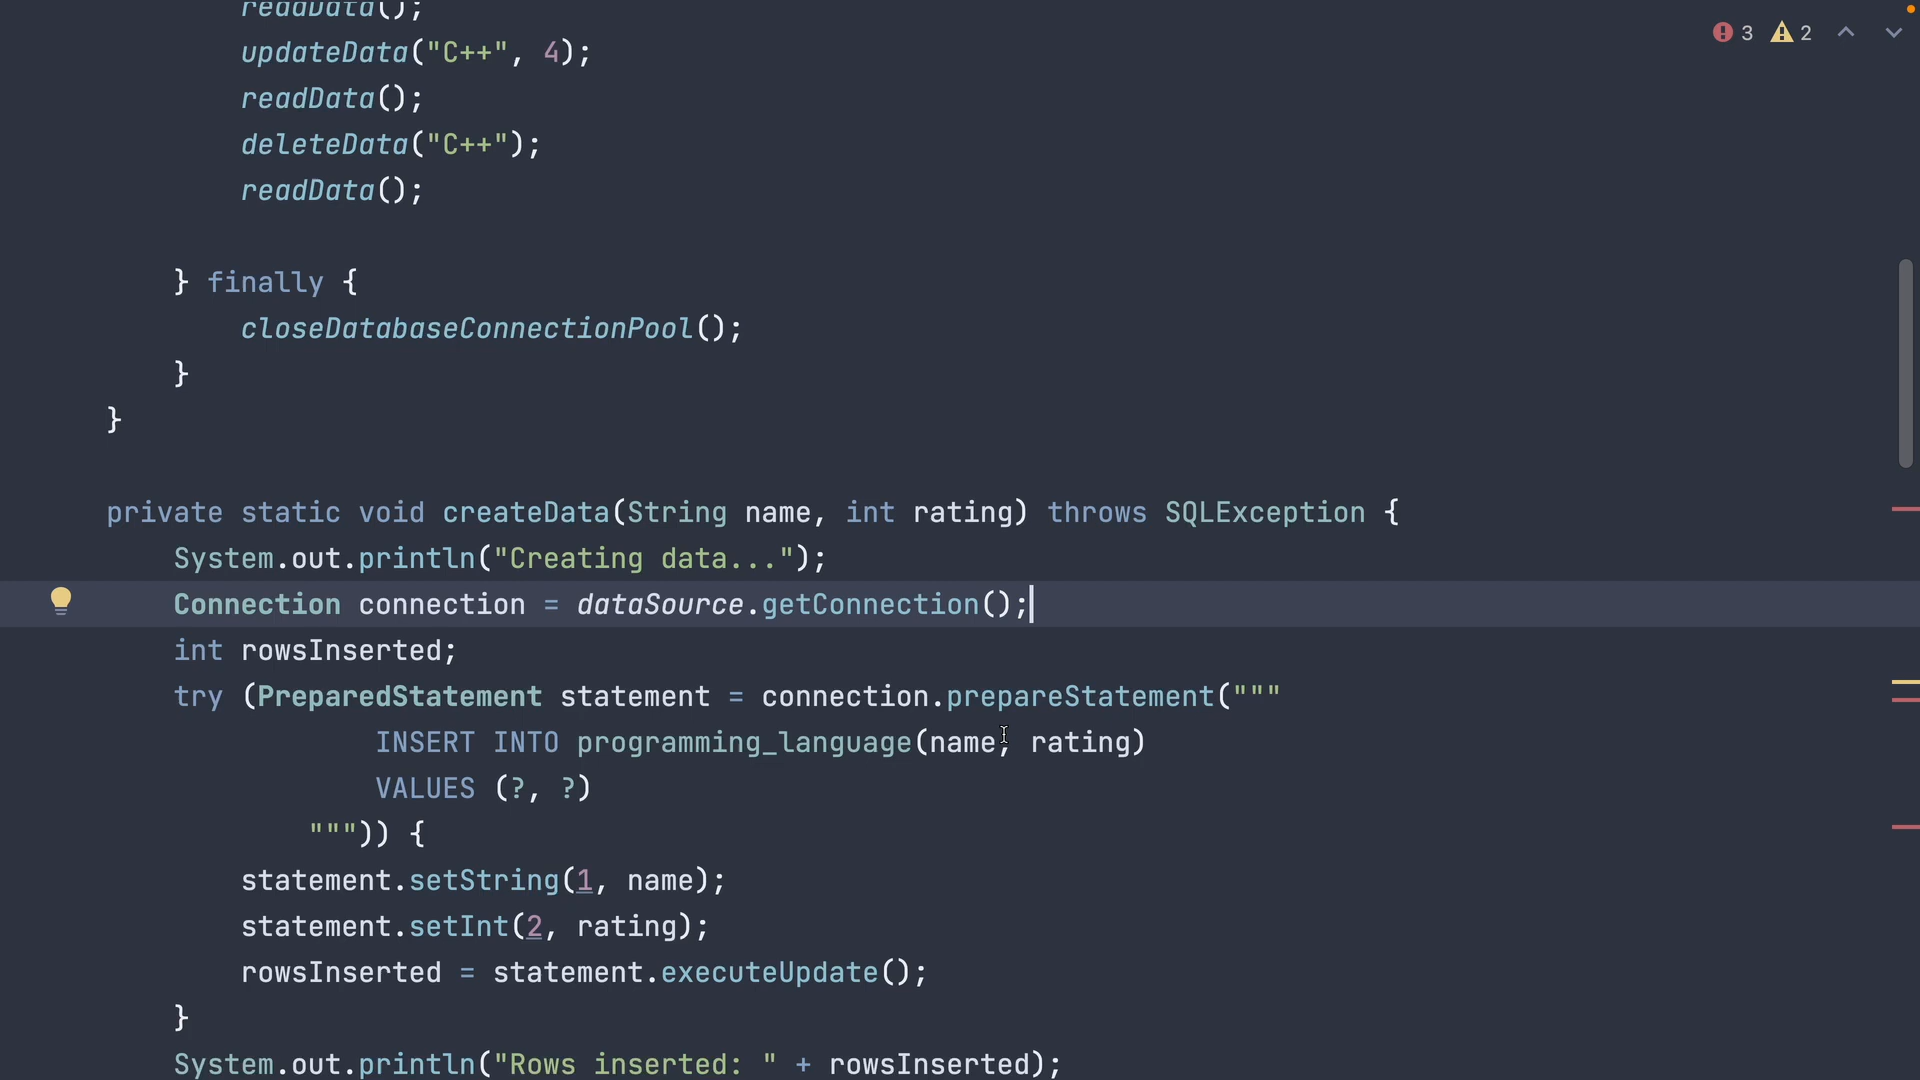 readData();
3 2
updateData("C++", 4);
readData();
deleteData("C++");
readData();
} finally {
closeDatabaseConnectionPool();
}
}
private static void createData(String name, int rating) throws SQLException {
System.out.println("Creating data...");
Connection connection = dataSource.getConnection();
int rowsInserted;
try (PreparedStatement statement = connection.prepareStatement("""
INSERT INTO programming_language(name, rating)
VALUES (?, ?)
""")) {
statement.setString(1, name);
statement.setInt(2, rating);
rowsInserted = statement.executeUpdate();
}
System.out.println("Rows inserted: " + rowsInserted);